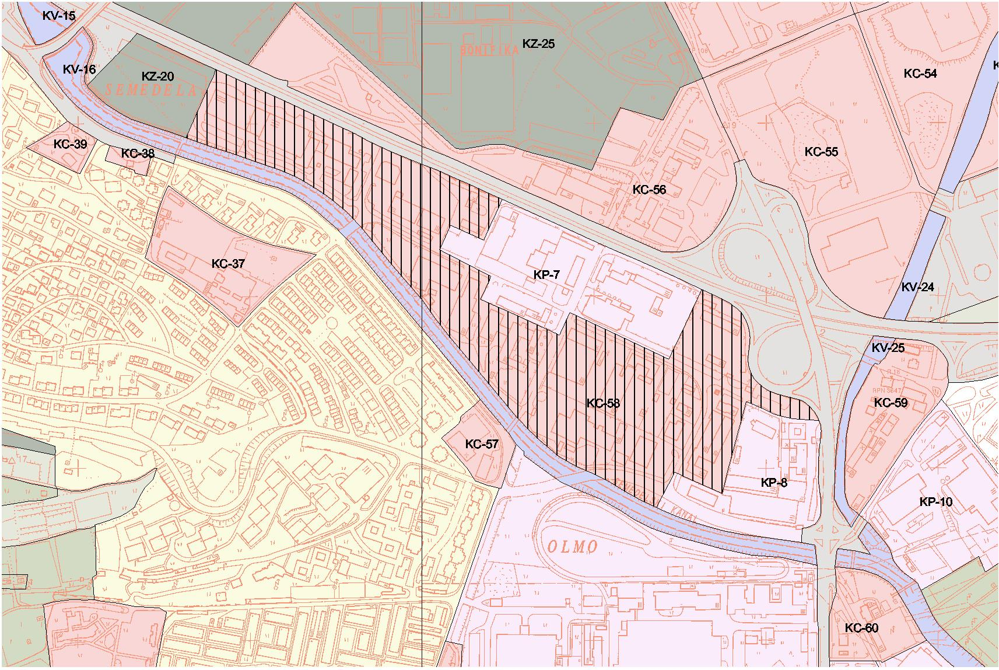 KV-15
KZ-25
BONIFIKA
KV-16
KZ-20
KC-54
SEMEDELA
KC-39
KC-38
KC-55
KC-56
KC-37
KP-7
KV-24
KV-25
RPN 3647
KC-58
KC-59
KC-57
KP-8
KP-10
KANAL
OLMO
KC-60